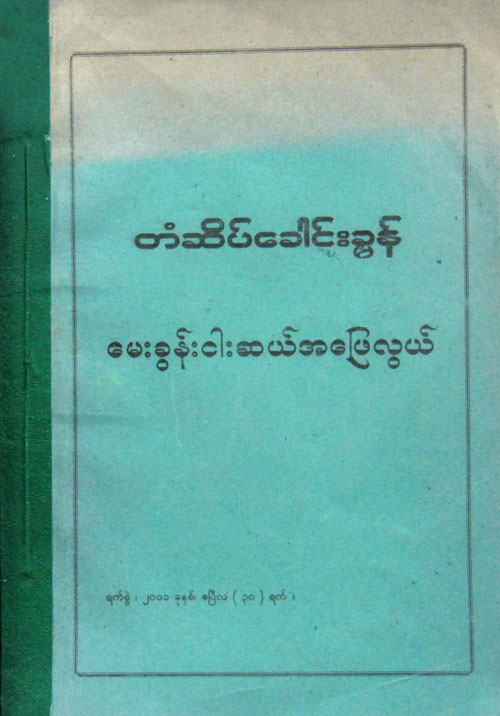 တံဆိပ်ခေါင်းခွန်
မေးခွန်းငါးဆယ်အဖြေလွယ်
ရက်စွဲ၊ ၂၀၀၁ ခုနှစ်၊ ဧပြီလ ( ၃၀ ) ရက် ။